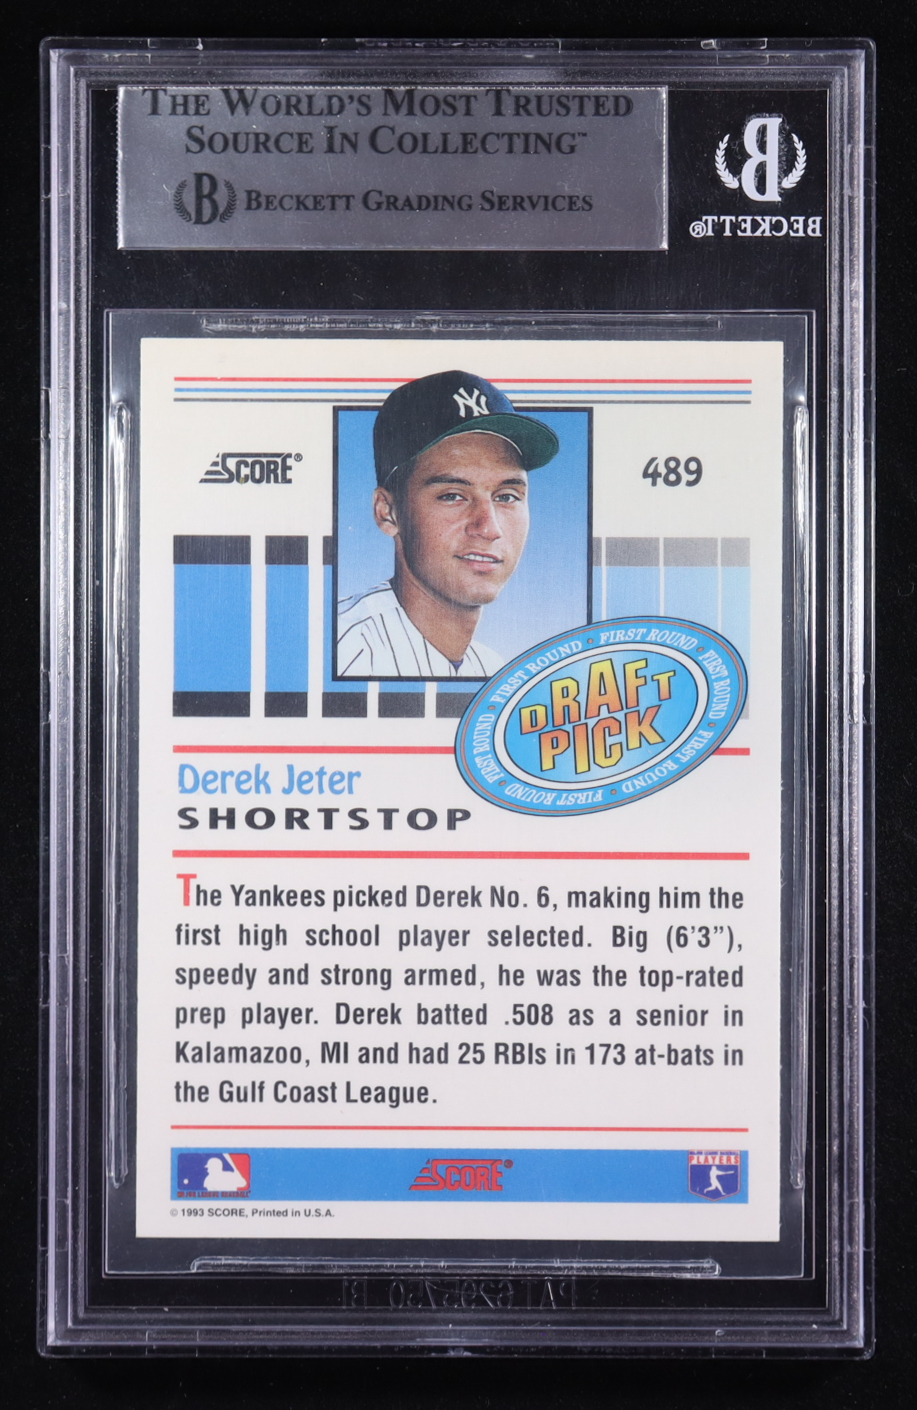 THE WORLD'S MOST TRUSTED
SOURCE IN COLLECTING™
B BECKETT GRADING SERVICES
B
BECKETT®
NY
SCORE®
489
FIRST ROUND • FIRST ROUND • FIRST ROUND • FIRST ROUND • FIRST ROUND • FIRST ROUND
DRAFT
PICK
Derek Jeter
SHORTSTOP
The Yankees picked Derek No. 6, making him the
first high school player selected. Big (6'3"),
speedy and strong armed, he was the top-rated
prep player. Derek batted .508 as a senior in
Kalamazoo, MI and had 25 RBIs in 173 at-bats in
the Gulf Coast League.
SCORE®
PLAYERS
© 1993 SCORE, Printed in U.S.A.